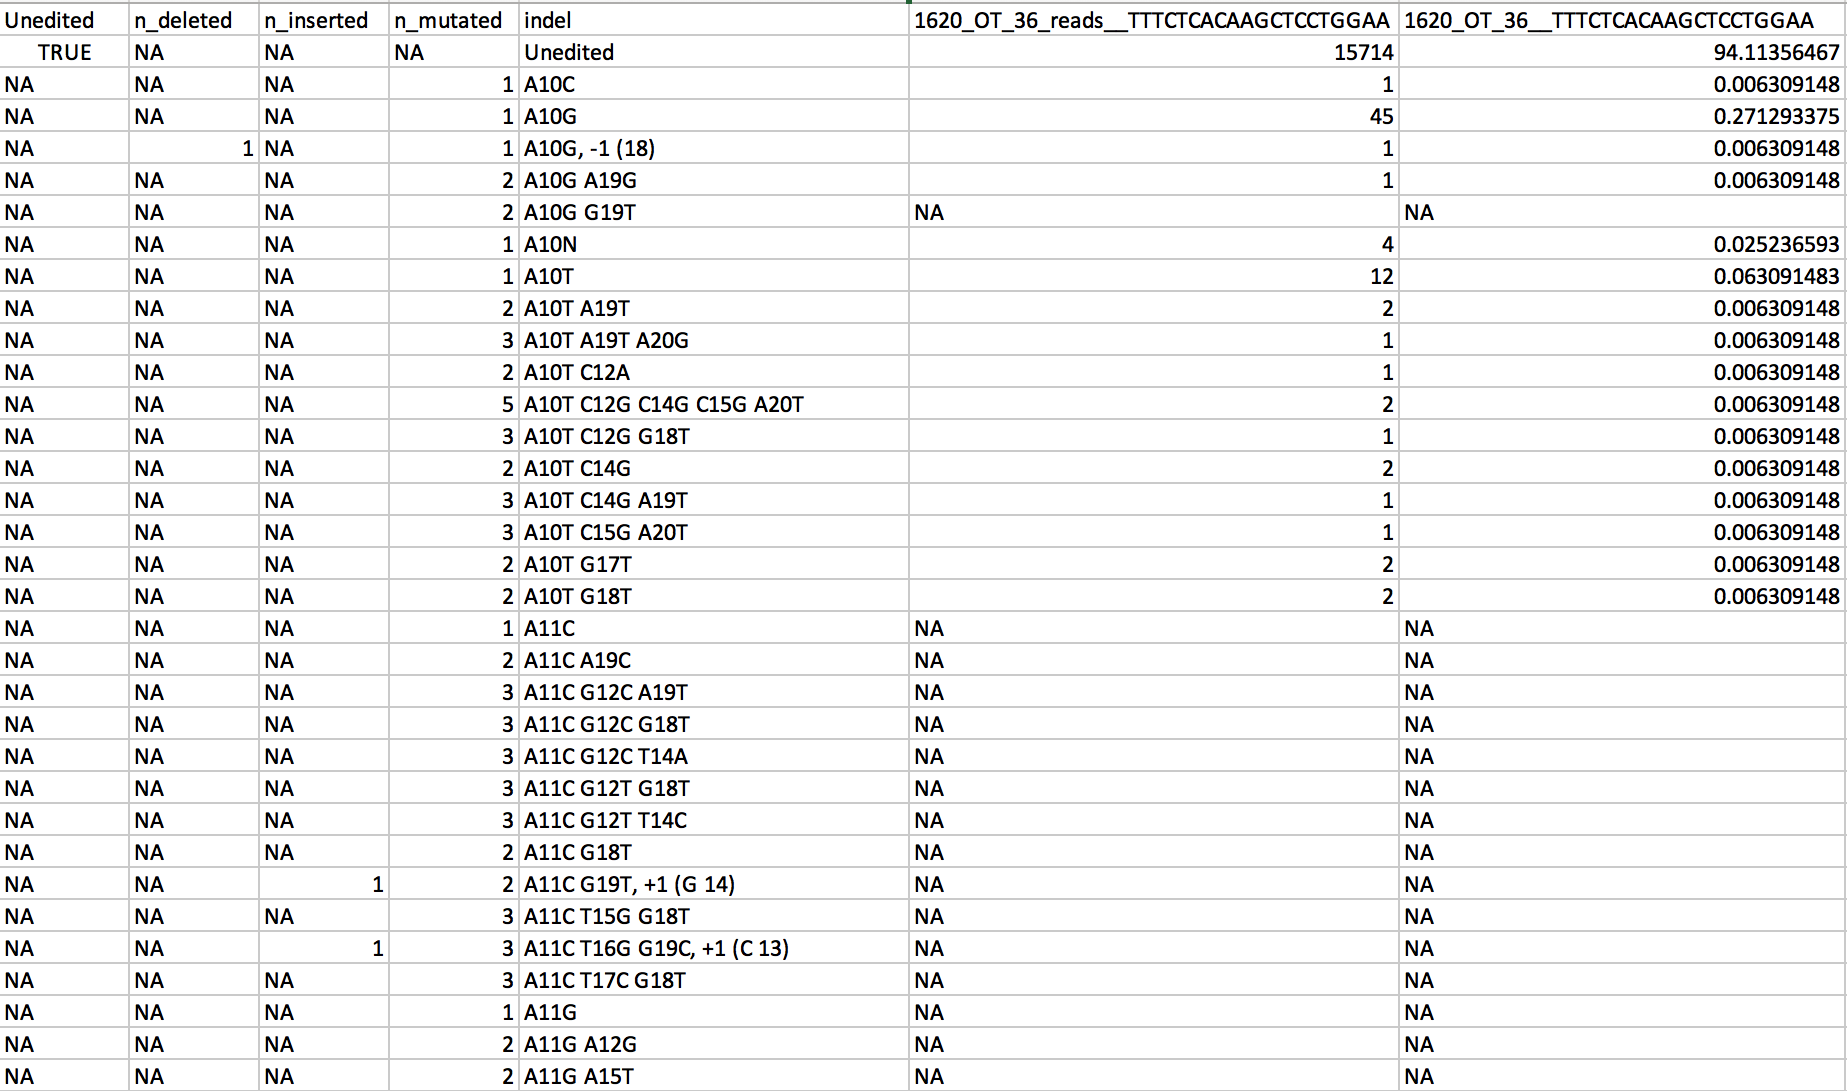 Unedited n_deleted n_inserted n_mutated indel 1620_OT_36_reads__TTTCTCACAAGCTCCTGGAA 1620_OT_36__TTTCTCACAAGCTCCTGGAA
TRUE NA NA NA Unedited 15714 94.11356467
NA NA NA 1 A10C 1 0.006309148
NA NA NA 1 A10G 45 0.271293375
NA 1 NA 1 A10G, -1 (18) 1 0.006309148
NA NA NA 2 A10G A19G 1 0.006309148
NA NA NA 2 A10G G19T NA NA
NA NA NA 1 A10N 4 0.025236593
NA NA NA 1 A10T 12 0.063091483
NA NA NA 2 A10T A19T 2 0.006309148
NA NA NA 3 A10T A19T A20G 1 0.006309148
NA NA NA 2 A10T C12A 1 0.006309148
NA NA NA 5 A10T C12G C14G C15G A20T 2 0.006309148
NA NA NA 3 A10T C12G G18T 1 0.006309148
NA NA NA 2 A10T C14G 2 0.006309148
NA NA NA 3 A10T C14G A19T 1 0.006309148
NA NA NA 3 A10T C15G A20T 1 0.006309148
NA NA NA 2 A10T G17T 2 0.006309148
NA NA NA 2 A10T G18T 2 0.006309148
NA NA NA 1 A11C NA NA
NA NA NA 2 A11C A19C NA NA
NA NA NA 3 A11C G12C A19T NA NA
NA NA NA 3 A11C G12C G18T NA NA
NA NA NA 3 A11C G12C T14A NA NA
NA NA NA 3 A11C G12T G18T NA NA
NA NA NA 3 A11C G12T T14C NA NA
NA NA NA 2 A11C G18T NA NA
NA NA 1 2 A11C G19T, +1 (G 14) NA NA
NA NA NA 3 A11C T15G G18T NA NA
NA NA 1 3 A11C T16G G19C, +1 (C 13) NA NA
NA NA NA 3 A11C T17C G18T NA NA
NA NA NA 1 A11G NA NA
NA NA NA 2 A11G A12G NA NA
NA NA NA 2 A11G A15T NA NA